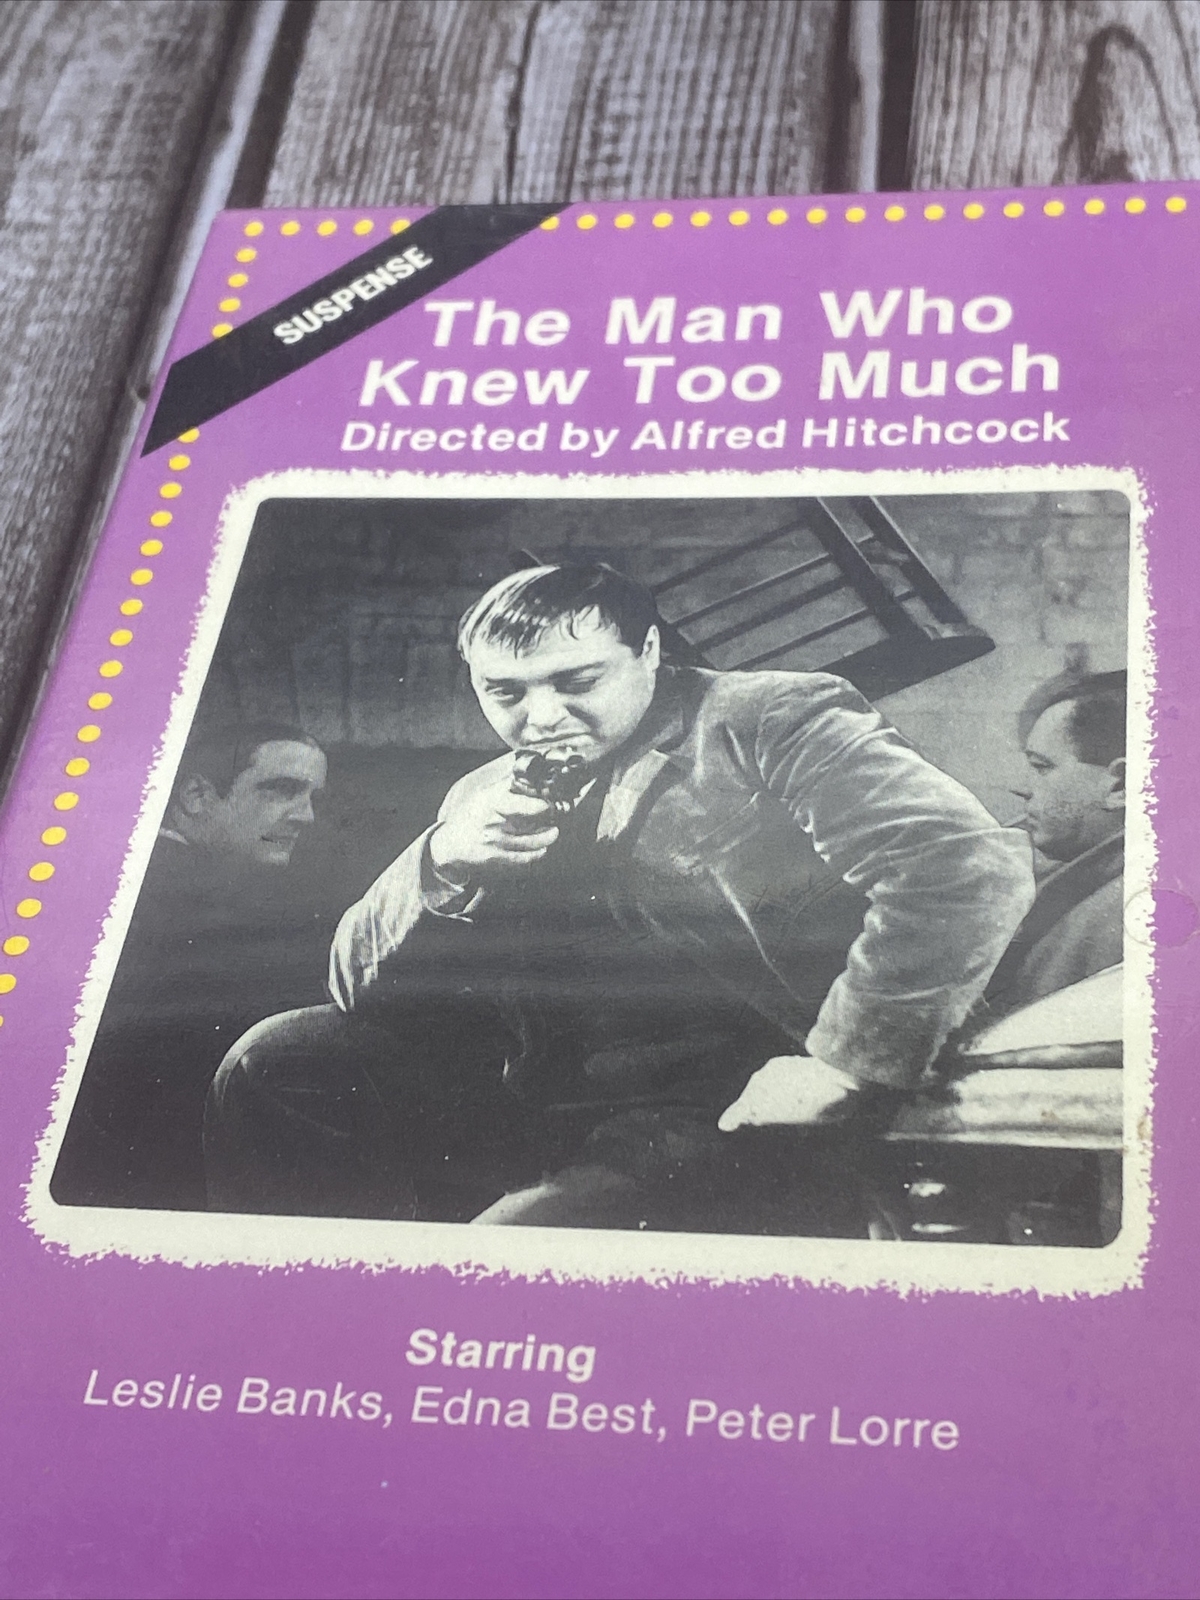 SUSPENSE
The Man Who
Knew Too Much
Directed by Alfred Hitchcock
Starring
Leslie Banks, Edna Best, Peter Lorre